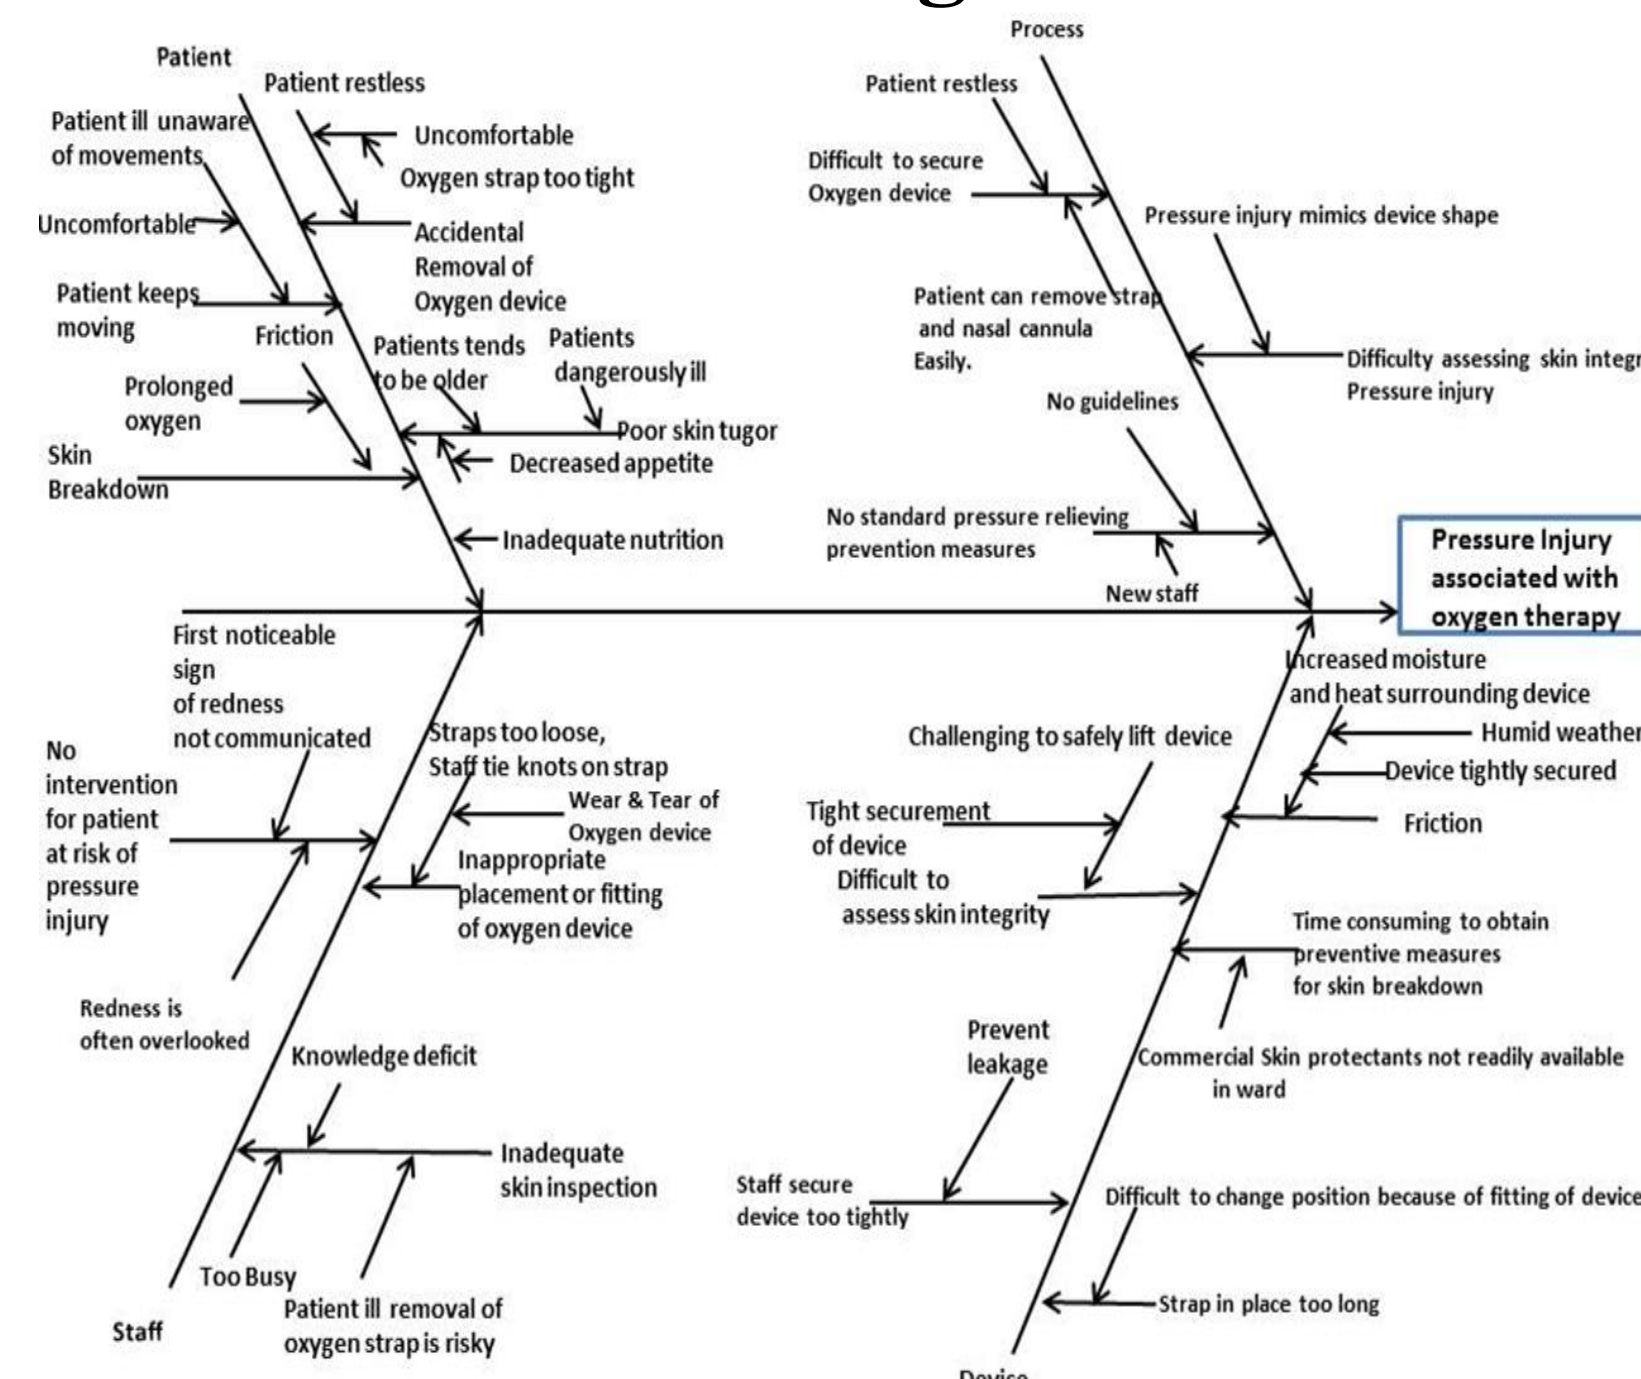 Patient
Patient restless
Patient ill unaware
of movements
Uncomfortable
Oxygen strap too tight
Uncomfortable
Accidental
Removal of
Oxygen device
Patient keeps
moving
Friction
Patients tends
to be older
Patients
dangerously ill
Prolonged
oxygen
Poor skin tugor
Decreased appetite
Skin
Breakdown
Inadequate nutrition
Process
Patient restless
Difficult to secure
Oxygen device
Pressure injury mimics device shape
Patient can remove strap
and nasal cannula
Easily.
Difficulty assessing skin integr
Pressure injury
No guidelines
No standard pressure relieving
prevention measures
New staff
Pressure Injury
associated with
oxygen therapy
First noticeable
sign
of redness
not communicated
No
intervention
for patient
at risk of
pressure
injury
Straps too loose,
Staff tie knots on strap
Wear & Tear of
Oxygen device
Inappropriate
placement or fitting
of oxygen device
Redness is
often overlooked
Knowledge deficit
Inadequate
skin inspection
Too Busy
Patient ill removal of
oxygen strap is risky
Staff
Increased moisture
and heat surrounding device
Humid weather
Device tightly secured
Friction
Challenging to safely lift device
Tight securement
of device
Difficult to
assess skin integrity
Time consuming to obtain
preventive measures
for skin breakdown
Commercial Skin protectants not readily available
in ward
Prevent
leakage
Staff secure
device too tightly
Difficult to change position because of fitting of device
Strap in place too long
Device